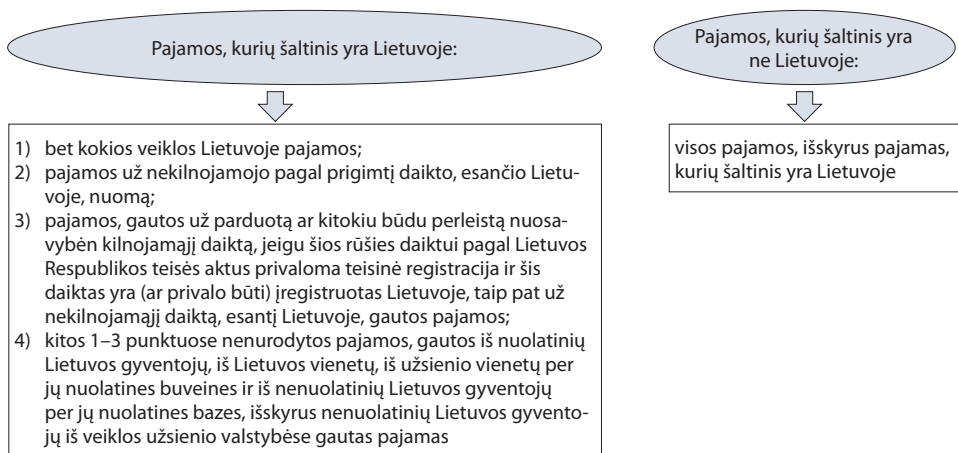 Pajamos, kurių šaltinis yra Lietuvoje:
1) bet kokios veiklos Lietuvoje pajamos;
2) pajamos už nekilnojamojo pagal prigimtį daikto, esančio Lietu-
voje, nuomą;
3) pajamos, gautos už parduotą ar kitokiu būdu perleistą nuosa-
vybėn kilnojamąjį daiktą, jeigu šios rūšies daiktui pagal Lietuvos
Respublikos teisės aktus privaloma teisinė registracija ir šis
daiktas yra (ar privalo būti) įregistruotas Lietuvoje, taip pat už
nekilnojamąjį daiktą, esantį Lietuvoje, gautos pajamos;
4) kitos 1–3 punktuose nenurodytos pajamos, gautos iš nuolatinių
Lietuvos gyventojų, iš Lietuvos vienetų, iš užsienio vienetų per
jų nuolatines buveines ir iš nenuolatinių Lietuvos gyventojų
per jų nuolatines bazes, išskyrus nenuolatinių Lietuvos gyvento-
jų iš veiklos užsienio valstybėse gautas pajamas
Pajamos, kurių šaltinis yra
ne Lietuvoje:
visos pajamos, išskyrus pajamas,
kurių šaltinis yra Lietuvoje